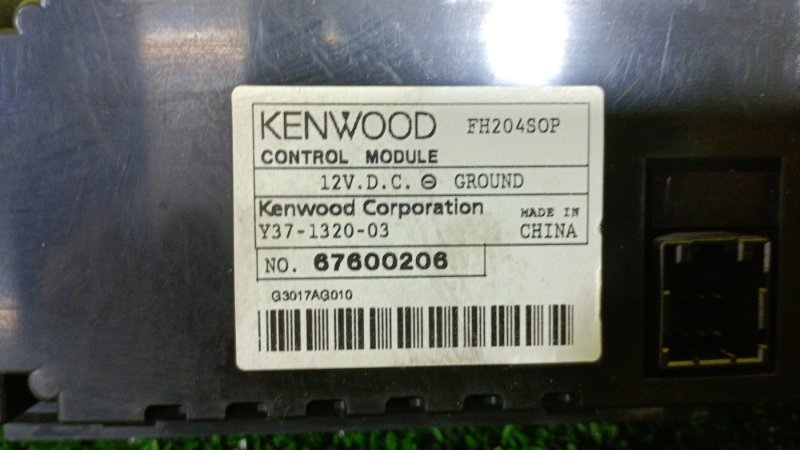 KENWOOD FH204SOP
CONTROL MODULE
12V.D.C. ⊖ GROUND
Kenwood Corporation MADE IN
Y37-1320-03 CHINA
NO. 67600206
G3017AG010